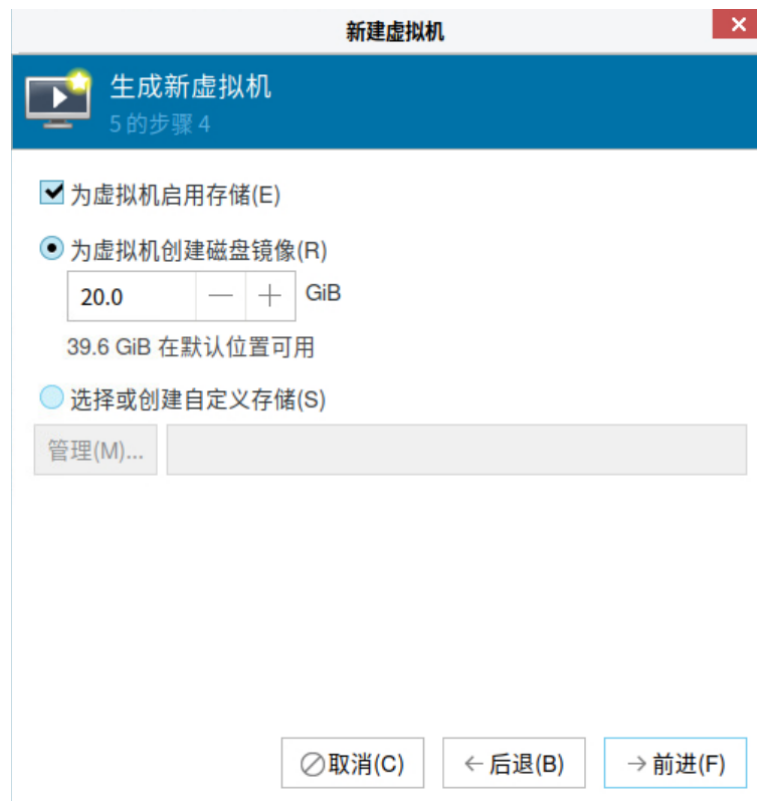 新建虚拟机
生成新虚拟机
5 的步骤 4
为虚拟机启用存储(E)
为虚拟机创建磁盘镜像(R)
20.0 — + GiB
39.6 GiB 在默认位置可用
选择或创建自定义存储(S)
管理(M)...
取消(C) ←后退(B) →前进(F)